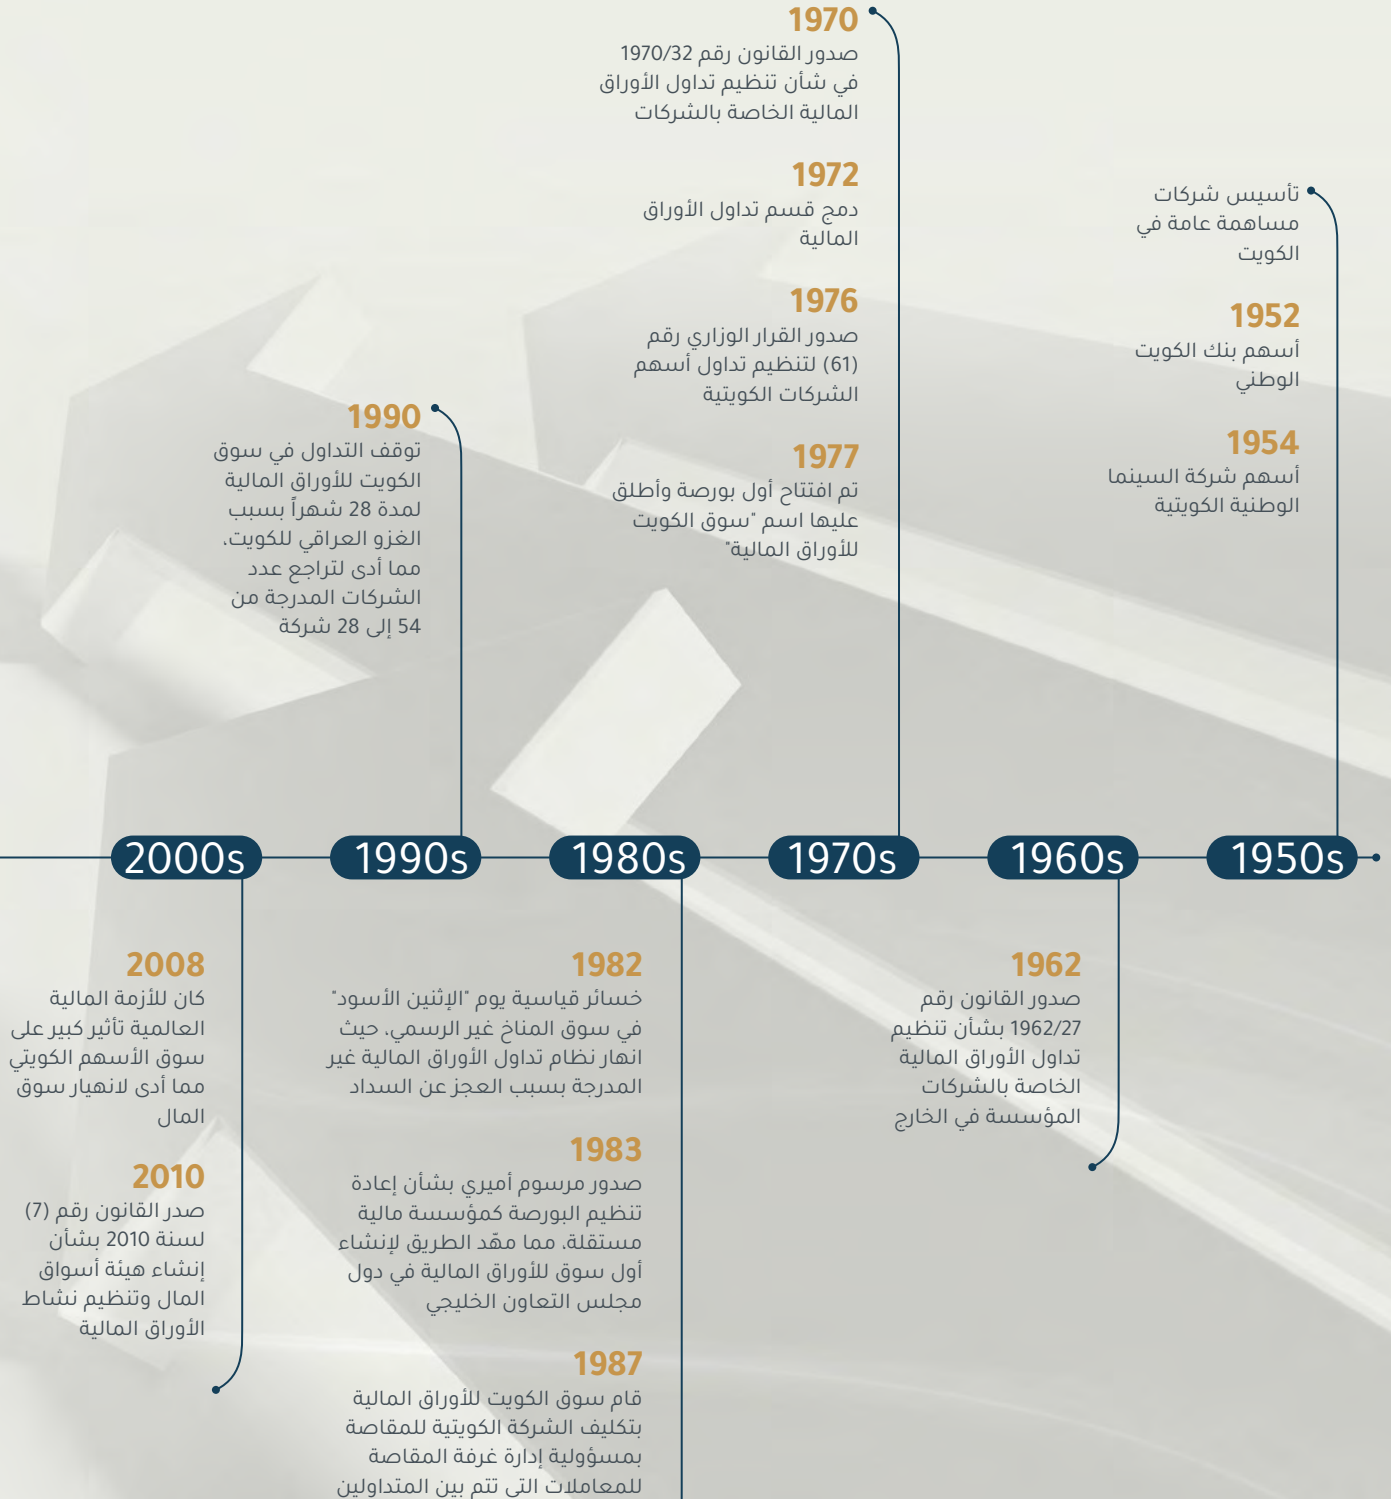 تأسيس شركات
مساهمة عامة في
الكويت
1952
أسهم بنك الكويت
الوطني
1954
أسهم شركة السينما
الوطنية الكويتية
1970
صدور القانون رقم 1970/32
في شأن تنظيم تداول الأوراق
المالية الخاصة بالشركات
1972
دمج قسم تداول الأوراق
المالية
1976
صدور القرار الوزاري رقم
(61) لتنظيم تداول أسهم
الشركات الكويتية
1977
تم افتتاح أول بورصة وأطلق
عليها اسم "سوق الكويت
للأوراق المالية"
1990
توقف التداول في سوق
الكويت للأوراق المالية
لمدة 28 شهراً بسبب
الغزو العراقي للكويت،
مما أدى لتراجع عدد
الشركات المدرجة من
54 إلى 28 شركة
1950s
1960s
1970s
1980s
1990s
2000s
1962
صدور القانون رقم
1962/27 بشأن تنظيم
تداول الأوراق المالية
الخاصة بالشركات
المؤسسة في الخارج
1982
خسائر قياسية يوم "الإثنين الأسود"
في سوق المناخ غير الرسمي، حيث
انهار نظام تداول الأوراق المالية غير
المدرجة بسبب العجز عن السداد
1983
صدور مرسوم أميري بشأن إعادة
تنظيم البورصة كمؤسسة مالية
مستقلة، مما مهّد الطريق لإنشاء
أول سوق للأوراق المالية في دول
مجلس التعاون الخليجي
1987
قام سوق الكويت للأوراق المالية
بتكليف الشركة الكويتية للمقاصة
بمسؤولية إدارة غرفة المقاصة
للمعاملات التي تتم بين المتداولين
2008
كان للأزمة المالية
العالمية تأثير كبير على
سوق الأسهم الكويتي
مما أدى لانهيار سوق
المال
2010
صدر القانون رقم (7)
لسنة 2010 بشأن
إنشاء هيئة أسواق
المال وتنظيم نشاط
الأوراق المالية